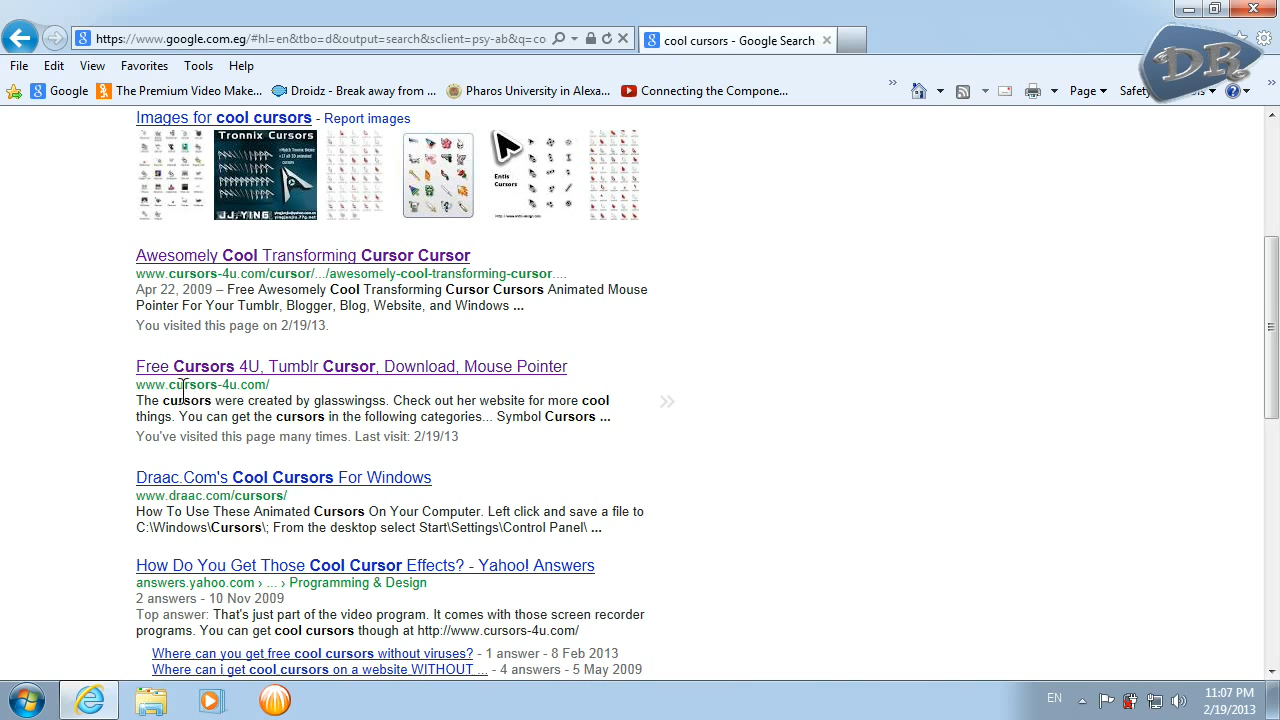 https://www.google.com.eg/#hl=en&tbo=d&output=search&sclient=psy-ab&q=co
cool cursors - Google Search
File Edit View Favorites Tools Help
DR
Google The Premium Video Make... Droidz - Break away from ... Pharos University in Alexa... Connecting the Compone... Page
Images for cool cursors - Report images
Tronnix Cursors
JJ.YING
Entis
Cursors
Awesomely Cool Transforming Cursor Cursor
www.cursors-4u.com/cursor/.../awesomely-cool-transforming-cursor....
Apr 22, 2009 – Free Awesomely Cool Transforming Cursor Cursors Animated Mouse
Pointer For Your Tumblr, Blogger, Blog, Website, and Windows ...
You visited this page on 2/19/13.
Free Cursors 4U, Tumblr Cursor, Download, Mouse Pointer
www.cursors-4u.com/
The cursors were created by glasswingss. Check out her website for more cool
things. You can get the cursors in the following categories... Symbol Cursors ...
You've visited this page many times. Last visit: 2/19/13
Draac.Com's Cool Cursors For Windows
www.draac.com/cursors/
How To Use These Animated Cursors On Your Computer. Left click and save a file to
C:\Windows\Cursors\; From the desktop select Start\Settings\Control Panel\ ...
How Do You Get Those Cool Cursor Effects? - Yahoo! Answers
answers.yahoo.com › ... › Programming & Design
2 answers - 10 Nov 2009
Top answer: That's just part of the video program. It comes with those screen recorder
programs. You can get cool cursors though at http://www.cursors-4u.com/
Where can you get free cool cursors without viruses? - 1 answer - 8 Feb 2013
Where can i get cool cursors on a website WITHOUT ... - 4 answers - 5 May 2009
EN
11:07 PM
2/19/2013